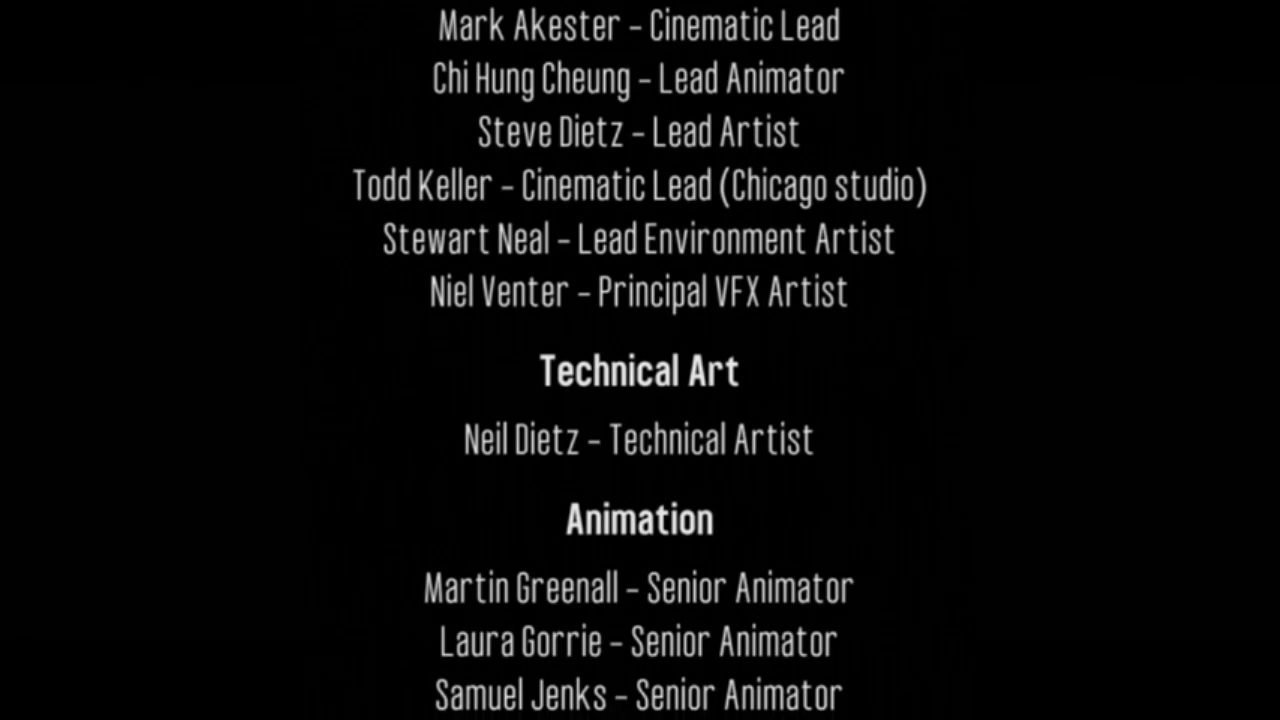 Mark Akester – Cinematic Lead
Chi Hung Cheung – Lead Animator
Steve Dietz – Lead Artist
Todd Keller – Cinematic Lead (Chicago studio)
Stewart Neal – Lead Environment Artist
Niel Venter – Principal VFX Artist
Technical Art
Neil Dietz – Technical Artist
Animation
Martin Greenall – Senior Animator
Laura Gorrie – Senior Animator
Samuel Jenks – Senior Animator